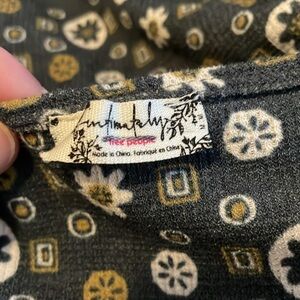 Intimately
free people
Made in China. Fabriqué en Chine